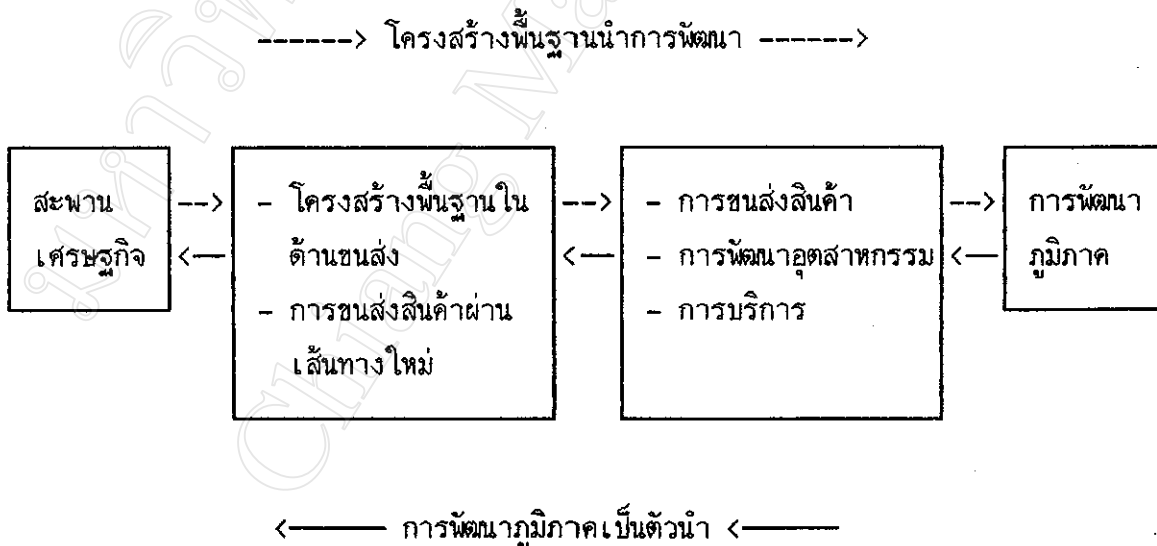 ------> โครงสร้างพื้นฐานนำการพัฒนา ------>
สะพาน
เศรษฐกิจ
-->
<——
- โครงสร้างพื้นฐานใน
ด้านขนส่ง
- การขนส่งสินค้าผ่าน
เส้นทางใหม่
-->
<——
- การขนส่งสินค้า
- การพัฒนาอุตสาหกรรม
- การบริการ
-->
<——
การพัฒนา
ภูมิภาค
<——— การพัฒนาภูมิภาคเป็นตัวนำ <———
Chiang Ma